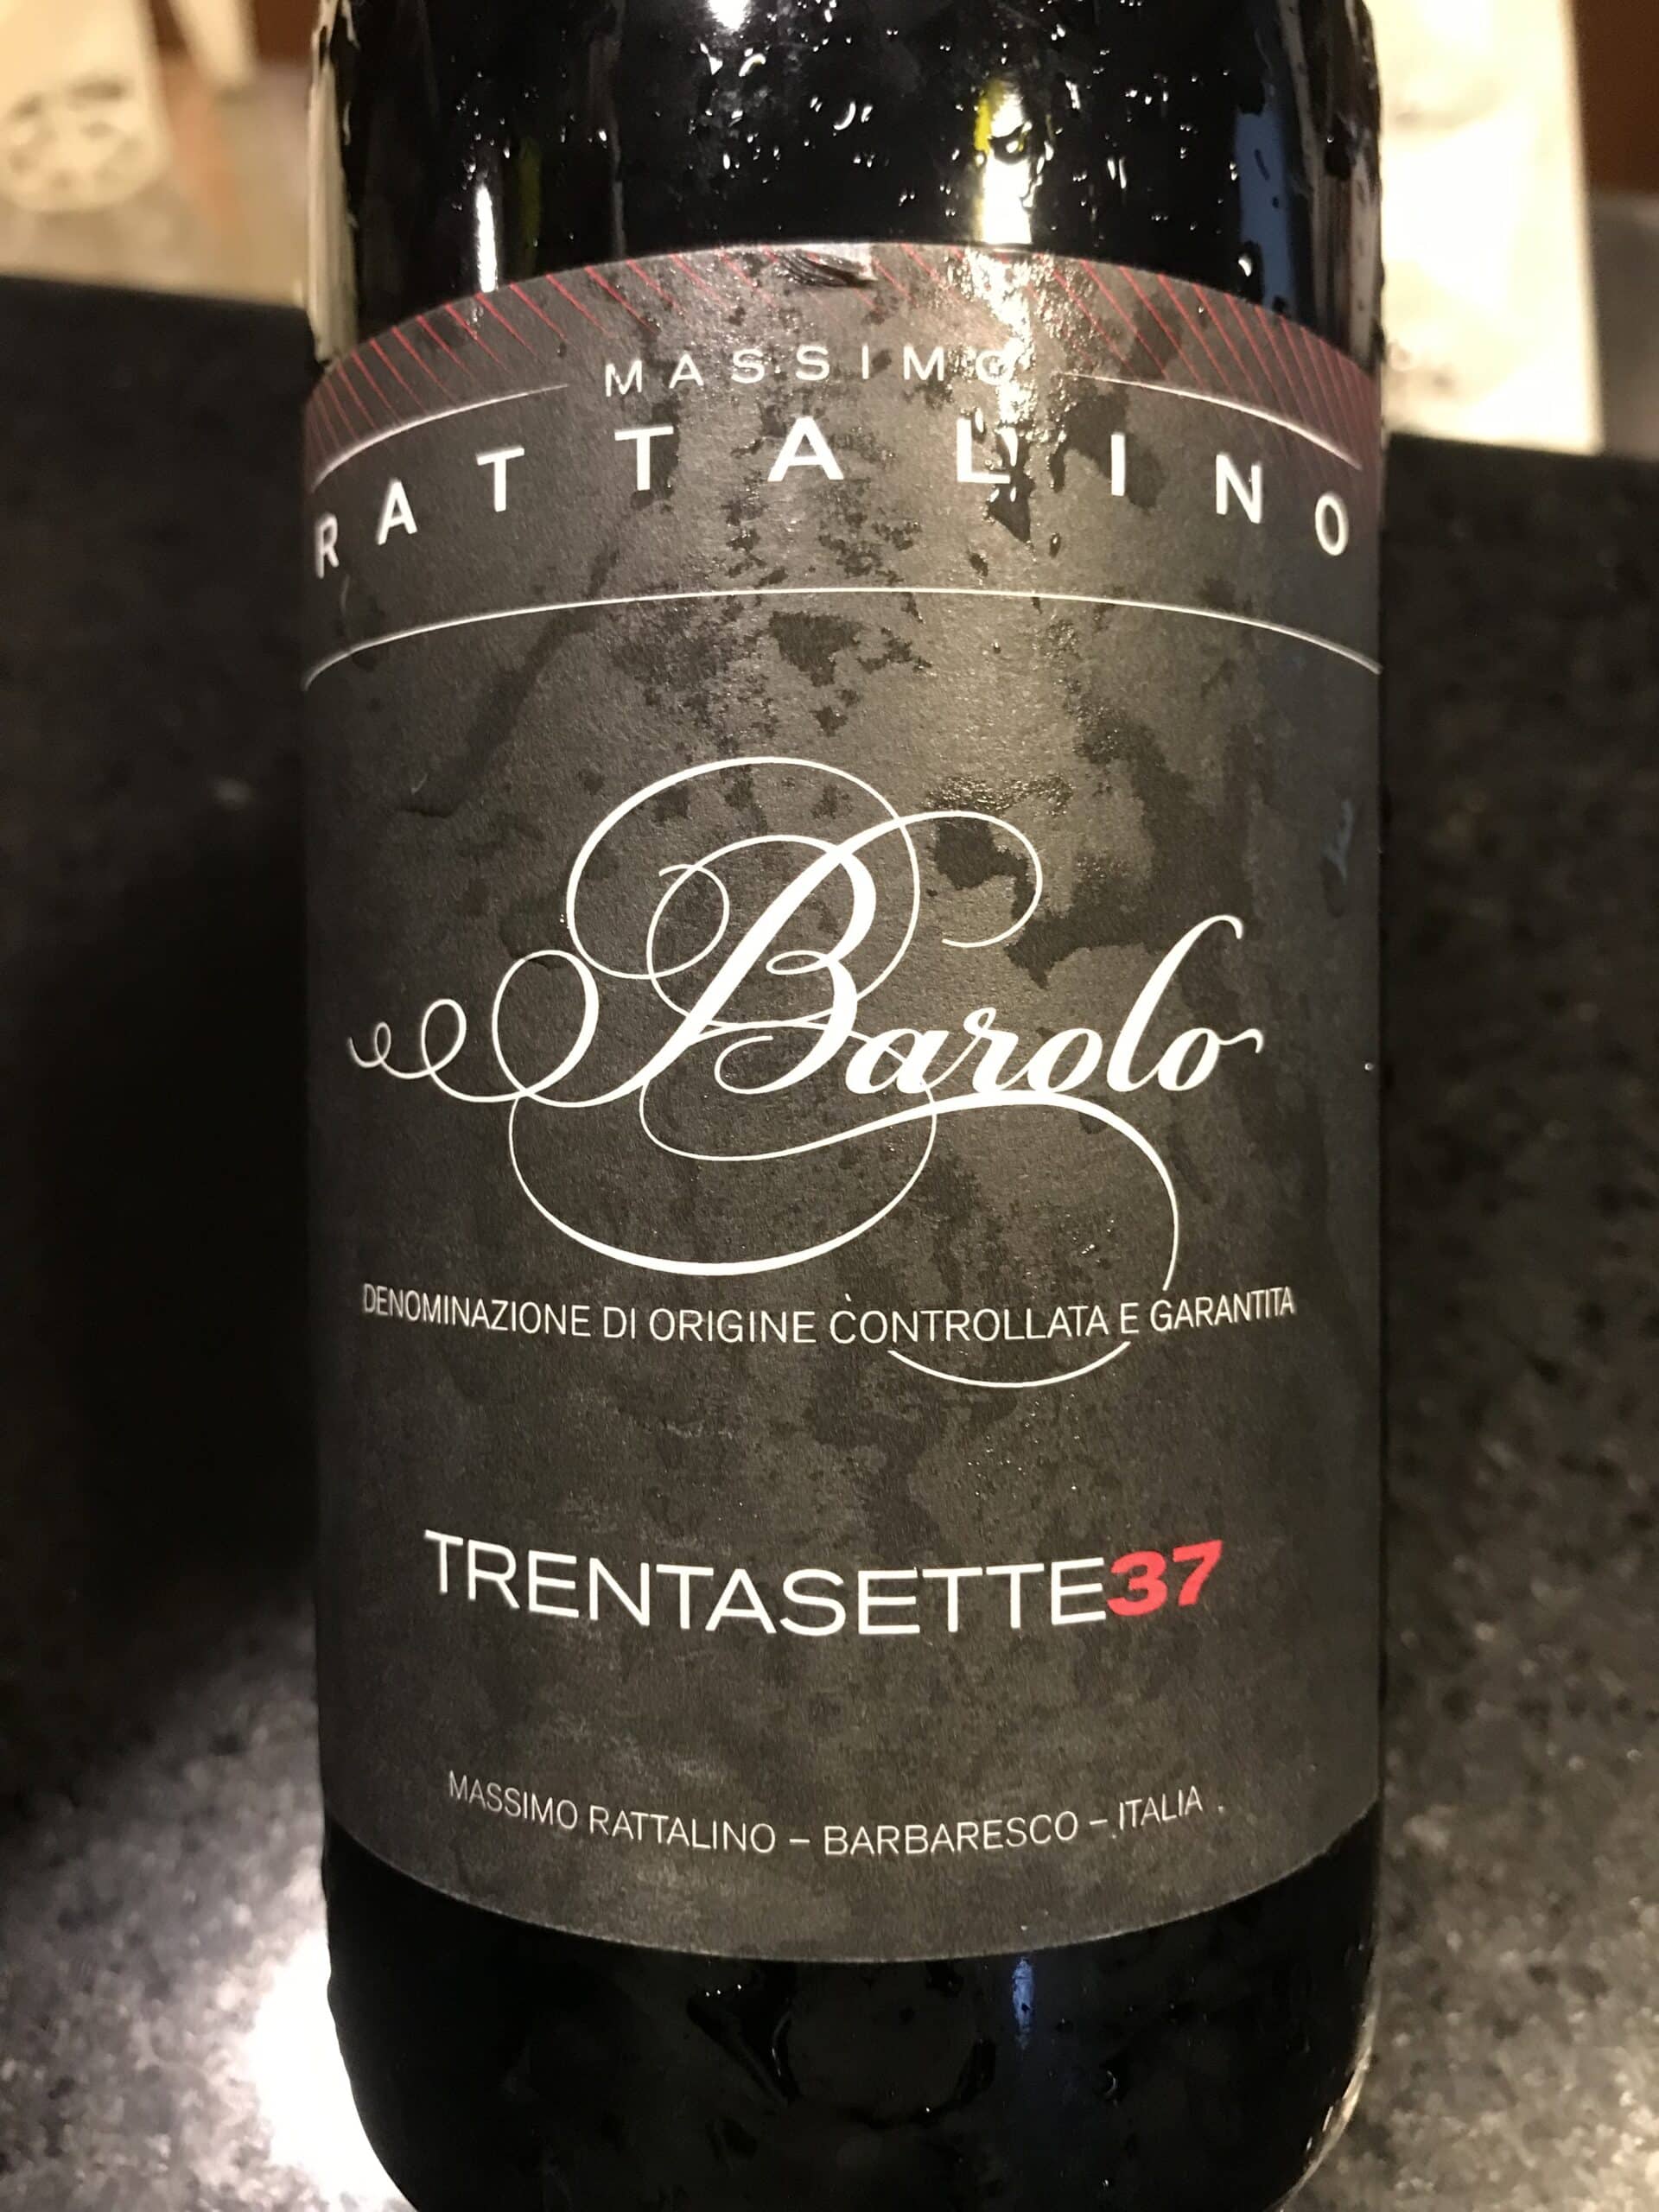 MASSIMO
RATTALINO
Barolo
DENOMINAZIONE DI ORIGINE CONTROLLATA E GARANTITA
TRENTASETTE37
MASSIMO RATTALINO – BARBARESCO – ITALIA